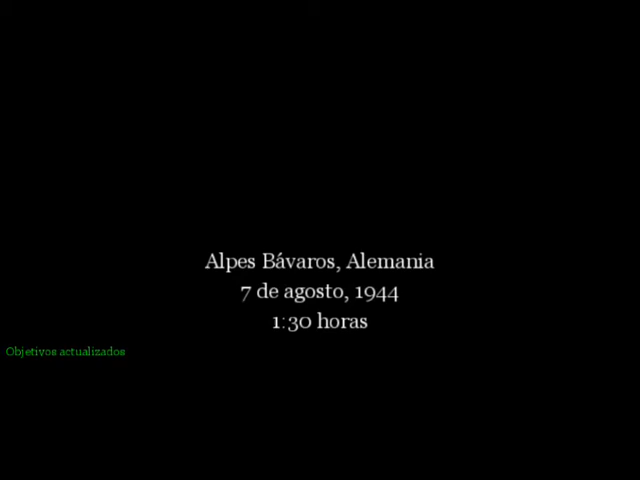 Alpes Bávaros, Alemania
7 de agosto, 1944
1:30 horas
Objetivos actualizados